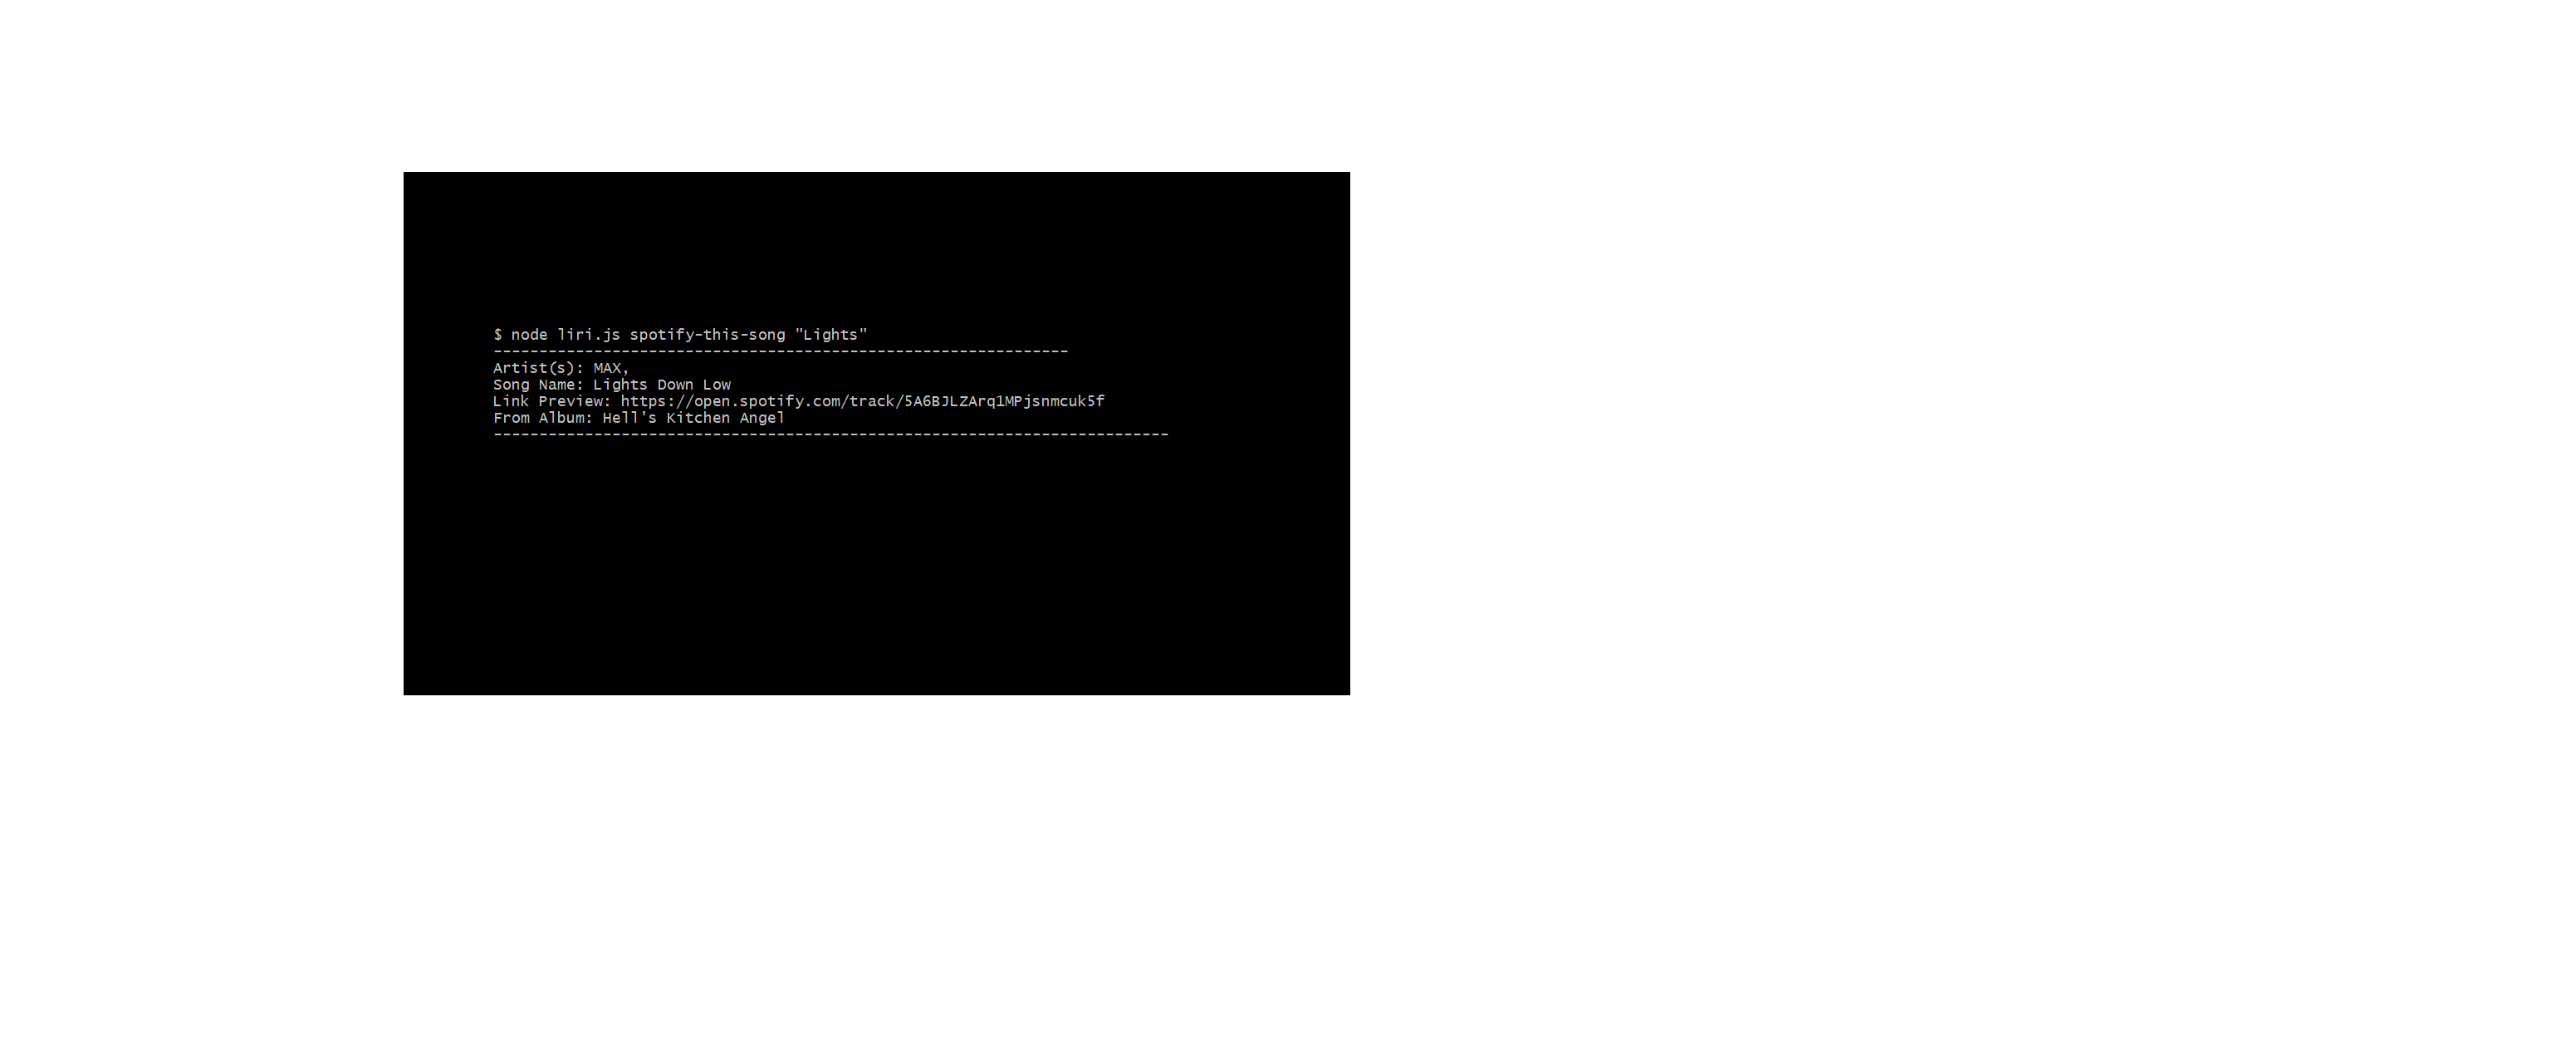 $ node liri.js spotify-this-song "Lights"
---------------------------------------------------------------
Artist(s): MAX,
Song Name: Lights Down Low
Link Preview: https://open.spotify.com/track/5A6BJLZArq1MPjsnmcuk5f
From Album: Hell's Kitchen Angel
--------------------------------------------------------------------------